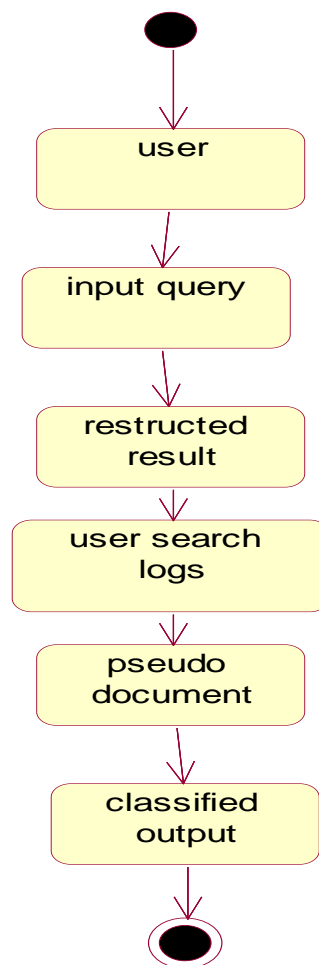 user
input query
restructed
result
user search
logs
pseudo
document
classified
output